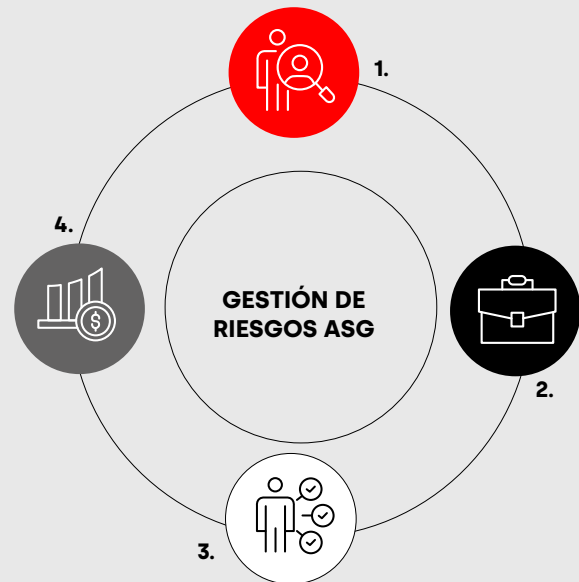 1.
4.
GESTIÓN DE
RIESGOS ASG
2.
3.
$